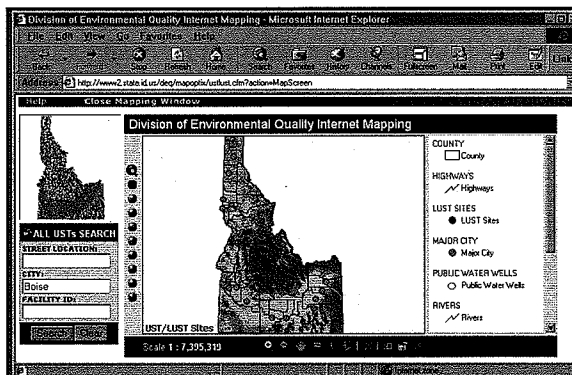 Division of Environmental Quality Internet Mapping - Microsoft Internet Explorer
File Edit View Go Favorites Help
Back Stop Refresh Home Search Favorites History Channels Fullscreen Mail Print Edit
Address http://www2.state.id.us/deq/mapoptix/ustlust.cfm?action=MapScreen
Help Close Mapping Window
Division of Environmental Quality Internet Mapping
ALL USTs SEARCH
STREET LOCATION:
CITY:
Boise
FACILITY ID:
UST/LUST Sites
Scale 1 : 7,395,319
COUNTY
County
HIGHWAYS
Highways
LUST SITES
LUST Sites
MAJOR CITY
Major City
PUBLIC WATER WELLS
Public Water Wells
RIVERS
Rivers